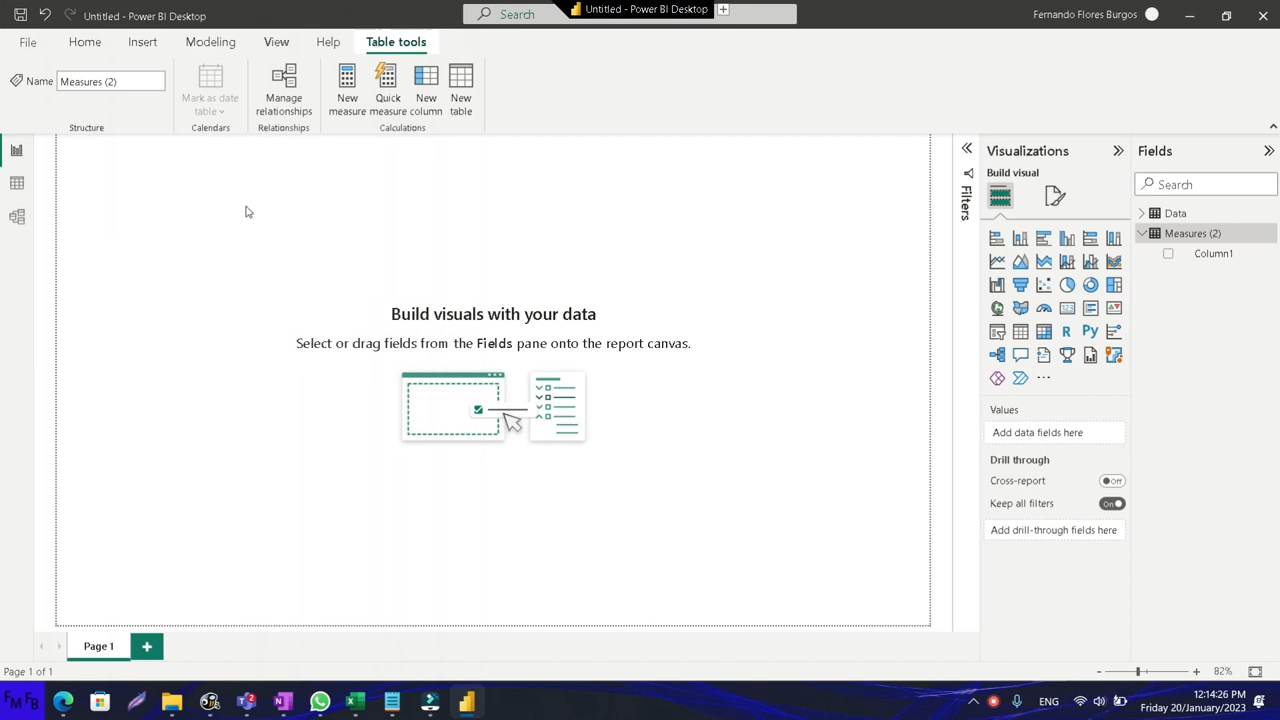 Untitled - Power BI Desktop
Search
Untitled - Power BI Desktop
Fernando Flores Burgos
File
Home
Insert
Modeling
View
Help
Table tools
Name
Measures (2)
Mark as date
table
New
measure
Quick
measure
New
column
New
table
Manage
relationships
Structure
Calendars
Relationships
Calculations
Build visuals with your data
Select or drag fields from the Fields pane onto the report canvas.
Filters
Visualizations
Build visual
R
Py
123
Values
Add data fields here
Drill through
Cross-report
Off
Keep all filters
On
Add drill-through fields here
Fields
Search
Data
Measures (2)
Column1
Page 1
Page 1 of 1
82%
FMFB
ENG
12:14:26 PM
Friday 20/January/2023